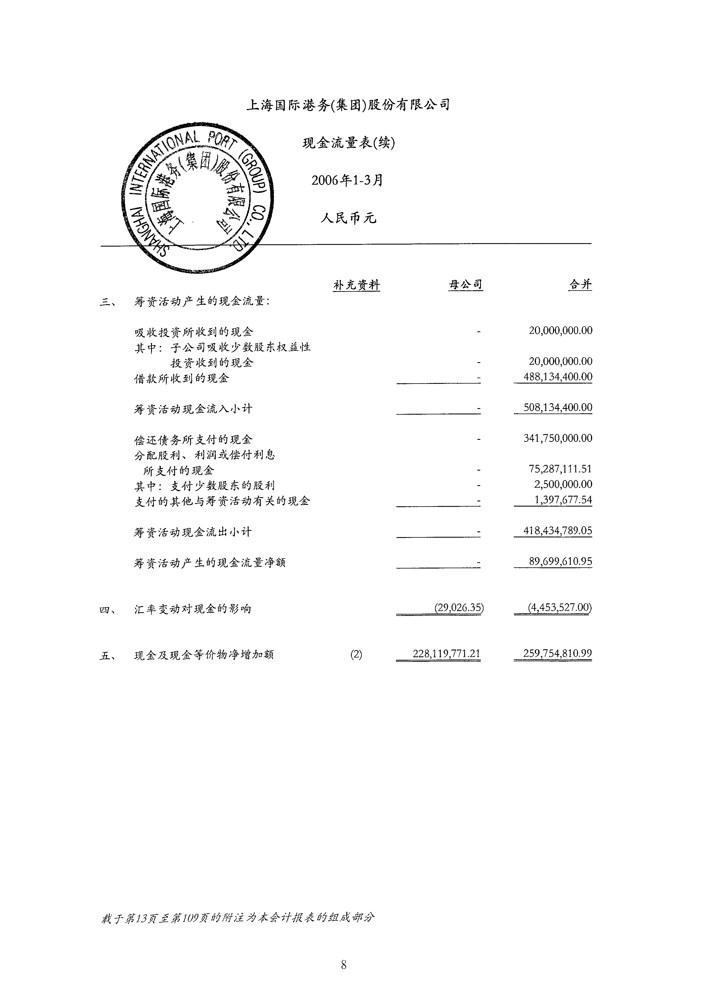 上海国际港务(集团)股份有限公司
现金流量表(续)
2006年1-3月
人民币元
SHANGHAI INTERNATIONAL PORT (GROUP) CO., LTD.
上海国际港务(集团)股份有限公司
补充资料 母公司 合并
三、 筹资活动产生的现金流量:
吸收投资所收到的现金 - 20,000,000.00
其中: 子公司吸收少数股东权益性
投资收到的现金 - 20,000,000.00
借款所收到的现金 - 488,134,400.00
筹资活动现金流入小计 - 508,134,400.00
偿还债务所支付的现金 - 341,750,000.00
分配股利、利润或偿付利息
所支付的现金 - 75,287,111.51
其中: 支付少数股东的股利 - 2,500,000.00
支付的其他与筹资活动有关的现金 - 1,397,677.54
筹资活动现金流出小计 - 418,434,789.05
筹资活动产生的现金流量净额 - 89,699,610.95
四、 汇率变动对现金的影响 (29,026.35) (4,453,527.00)
五、 现金及现金等价物净增加额 (2) 228,119,771.21 259,754,810.99
载于第13页至第109页的附注为本会计报表的组成部分
8